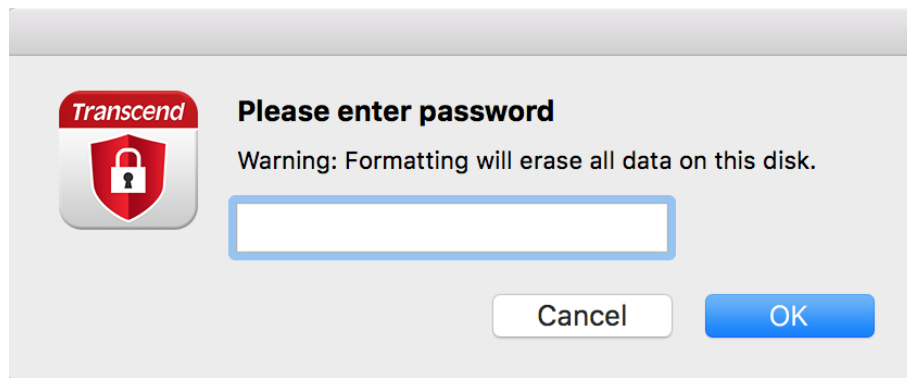 Transcend
Please enter password
Warning: Formatting will erase all data on this disk.
Cancel
OK